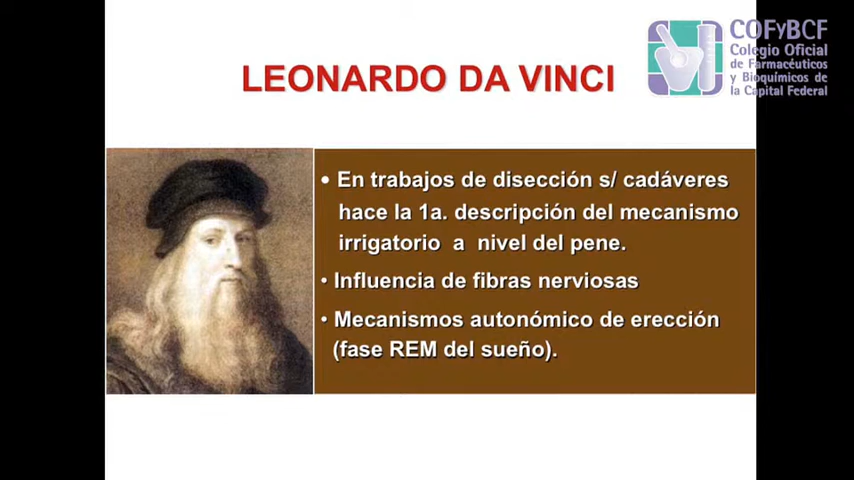 COFyBCF
Colegio Oficial
de Farmacéuticos
y Bioquímicos de
la Capital Federal
LEONARDO DA VINCI
• En trabajos de disección s/ cadáveres
hace la 1a. descripción del mecanismo
irrigatorio a nivel del pene.
• Influencia de fibras nerviosas
• Mecanismos autonómico de erección
(fase REM del sueño).